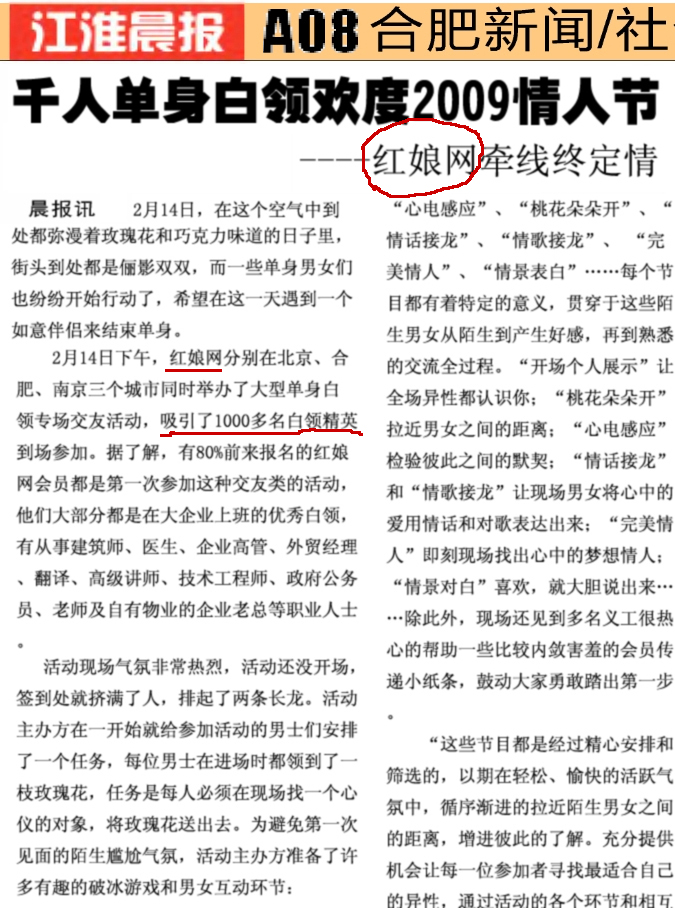 江淮晨报 A08 合肥新闻/社
千人单身白领欢度2009情人节
----红娘网牵线终定情
晨报讯 2月14日，在这个空气中到
处都弥漫着玫瑰花和巧克力味道的日子里，
街头到处都是俪影双双，而一些单身男女们
也纷纷开始行动了，希望在这一天遇到一个
如意伴侣来结束单身。
2月14日下午，红娘网分别在北京、合
肥、南京三个城市同时举办了大型单身白
领专场交友活动，吸引了1000多名白领精英
到场参加。据了解，有80%前来报名的红娘
网会员都是第一次参加这种交友类的活动，
他们大部分都是在大企业上班的优秀白领，
有从事建筑师、医生、企业高管、外贸经理
、翻译、高级讲师、技术工程师、政府公务
员、老师及自有物业的企业老总等职业人士
。
活动现场气氛非常热烈，活动还没开场，
签到处就挤满了人，排起了两条长龙。活动
主办方在一开始就给参加活动的男士们安排
了一个任务，每位男士在进场时都领到了一
枝玫瑰花，任务是每人必须在现场找一个心
仪的对象，将玫瑰花送出去。为避免第一次
见面的陌生尴尬气氛，活动主办方准备了许
多有趣的破冰游戏和男女互动环节：
“心电感应”、“桃花朵朵开”、“
情话接龙”、“情歌接龙”、 “完
美情人”、“情景表白”……每个节
目都有着特定的意义，贯穿于这些陌
生男女从陌生到产生好感，再到熟悉
的交流全过程。“开场个人展示”让
全场异性都认识你；“桃花朵朵开”
拉近男女之间的距离；“心电感应”
检验彼此之间的默契；“情话接龙”
和“情歌接龙”让现场男女将心中的
爱用情话和对歌表达出来；“完美情
人”即刻现场找出心中的梦想情人；
“情景对白”喜欢，就大胆说出来…
…除此外，现场还见到多名义工很热
心的帮助一些比较内敛害羞的会员传
递小纸条，鼓动大家勇敢踏出第一步
。
“这些节目都是经过精心安排和
筛选的，以期在轻松、愉快的活跃气
氛中，循序渐进的拉近陌生男女之间
的距离，增进彼此的了解。充分提供
机会让每一位参加者寻找最适合自己
的异性，通过活动的各个环节和相互